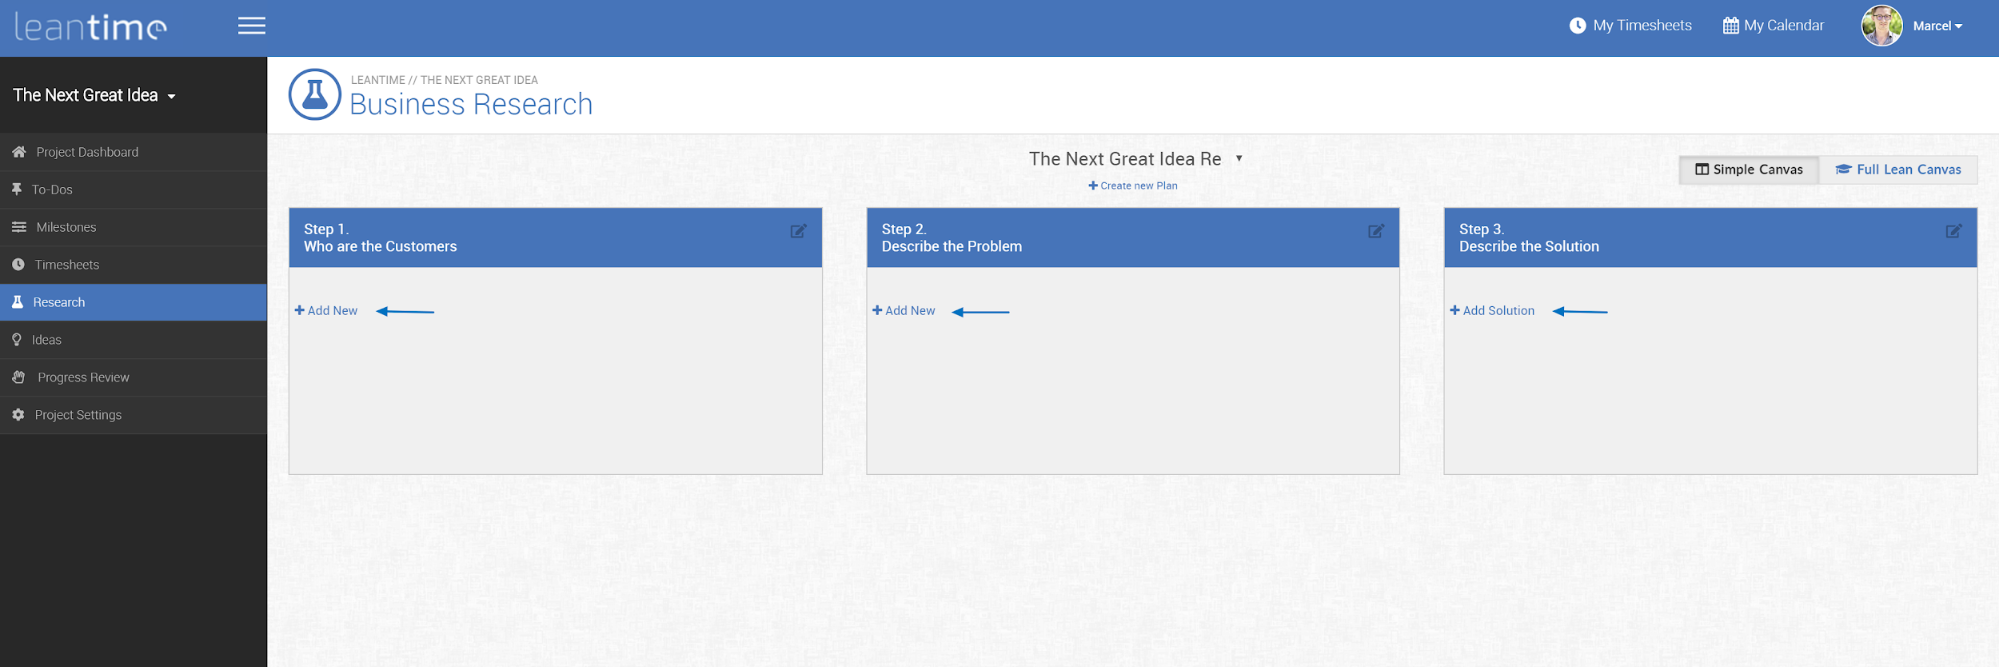 leantime
My Timesheets
My Calendar
Marcel
The Next Great Idea
Project Dashboard
To-Dos
Milestones
Timesheets
Research
Ideas
Progress Review
Project Settings
LEANTIME // THE NEXT GREAT IDEA
Business Research
The Next Great Idea Re
Create new Plan
Simple Canvas
Full Lean Canvas
Step 1.
Who are the Customers
Add New
Step 2.
Describe the Problem
Add New
Step 3.
Describe the Solution
Add Solution